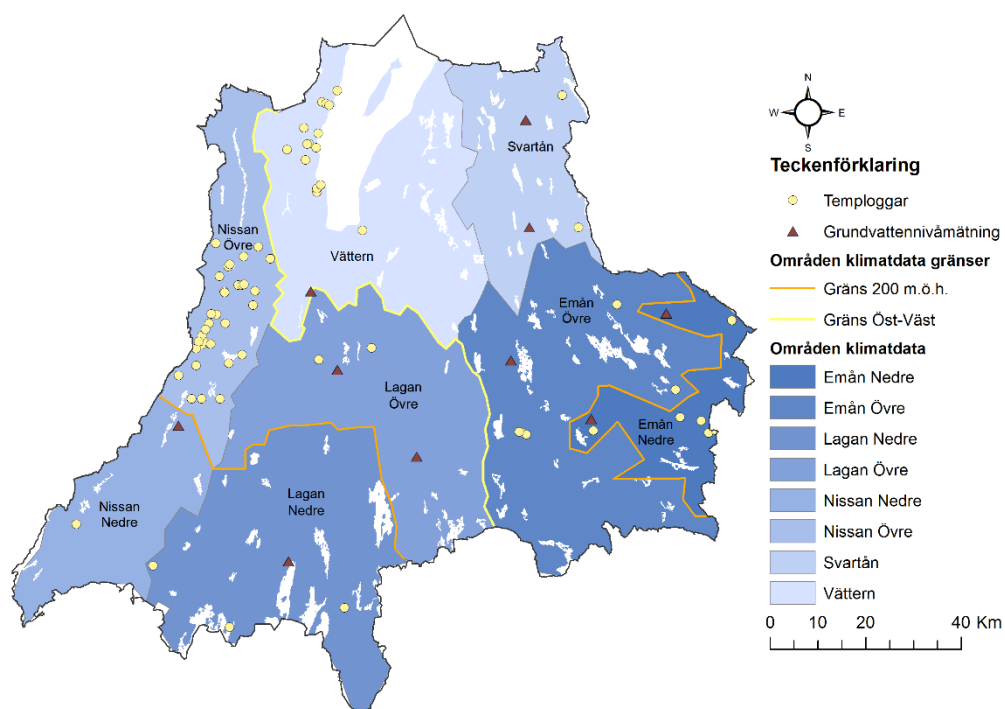 Svartån
Nissan
Övre
Vättern
Emån
Övre
Lagan
Övre
Emån
Nedre
Lagan
Nedre
Nissan
Nedre
N
W
E
S
Teckenförklaring
Temploggar
Grundvattennivåmätning
Områden klimatdata gränser
Gräns 200 m.ö.h.
Gräns Öst-Väst
Områden klimatdata
Emån Nedre
Emån Övre
Lagan Nedre
Lagan Övre
Nissan Nedre
Nissan Övre
Svartån
Vättern
0 10 20 40 Km